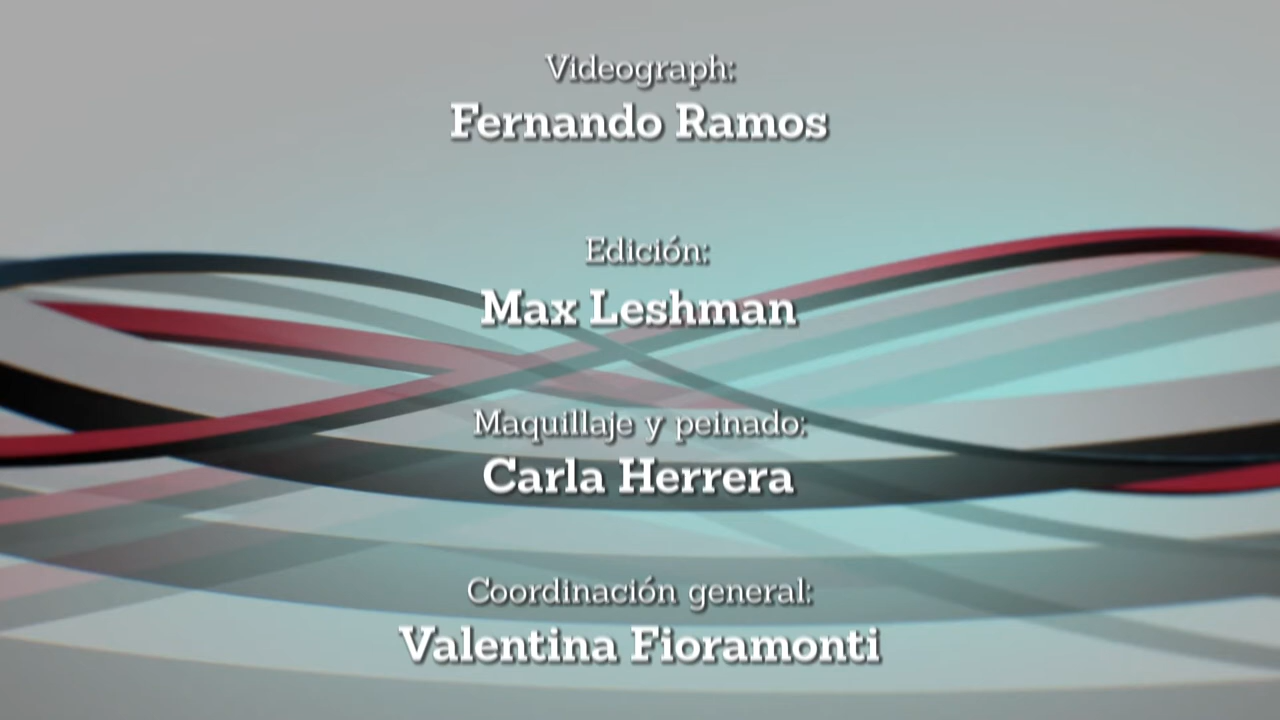 Videograph:
Fernando Ramos
Edición:
Max Leshman
Maquillaje y peinado:
Carla Herrera
Coordinación general:
Valentina Fioramonti